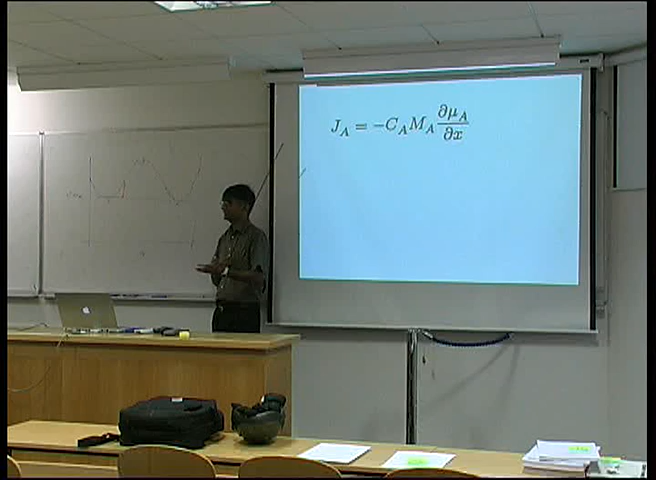 J_A = -C_A M_A ∂μ_A/∂x